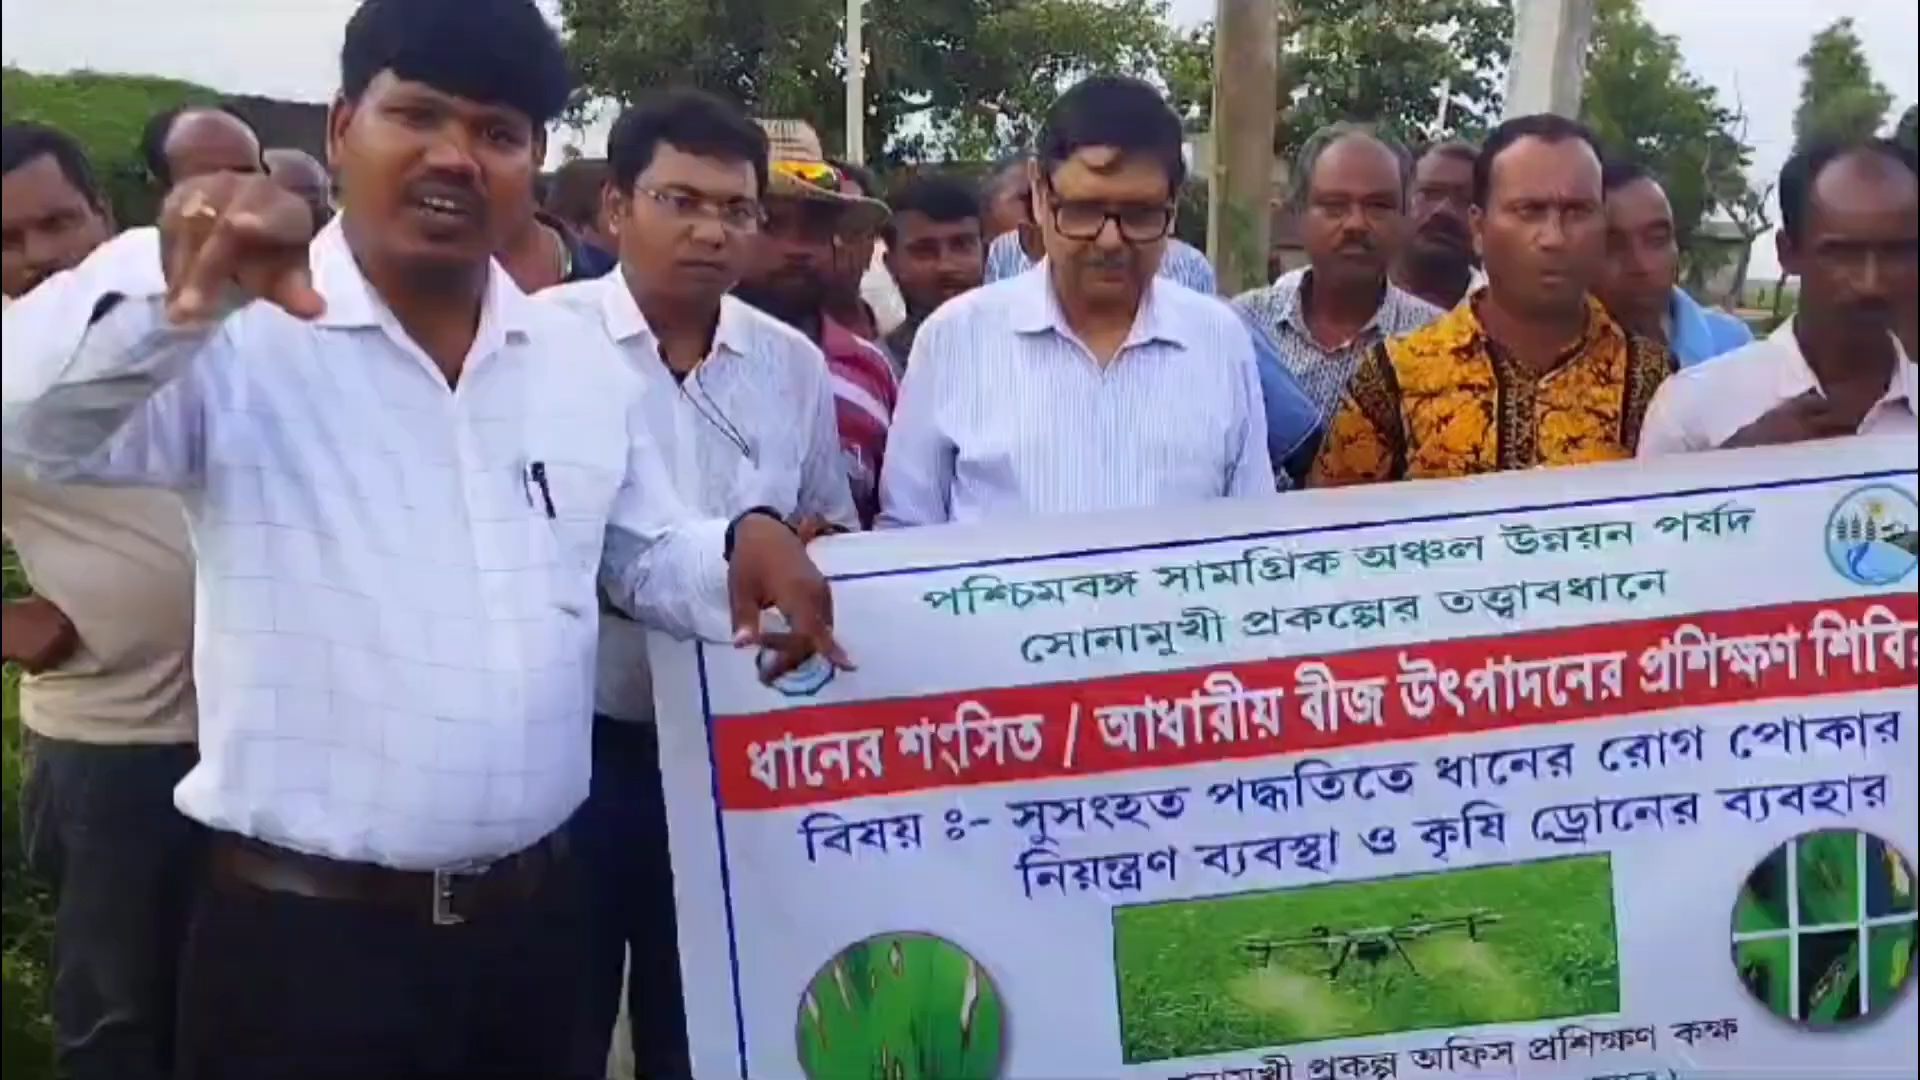 পশ্চিমবঙ্গ সামগ্রিক অঞ্চল উন্নয়ন পর্যদ
সোনামুখী প্রকল্পের তত্ত্বাবধানে
ধানের শংসিত / আধারীয় বীজ উৎপাদনের প্রশিক্ষণ শিবির
বিষয় ঃ- সুসংহত পদ্ধতিতে ধানের রোগ পোকার
নিয়ন্ত্রণ ব্যবস্থা ও কৃষি ড্রোনের ব্যবহার
প্রকল্প অফিস প্রশিক্ষণ কক্ষ